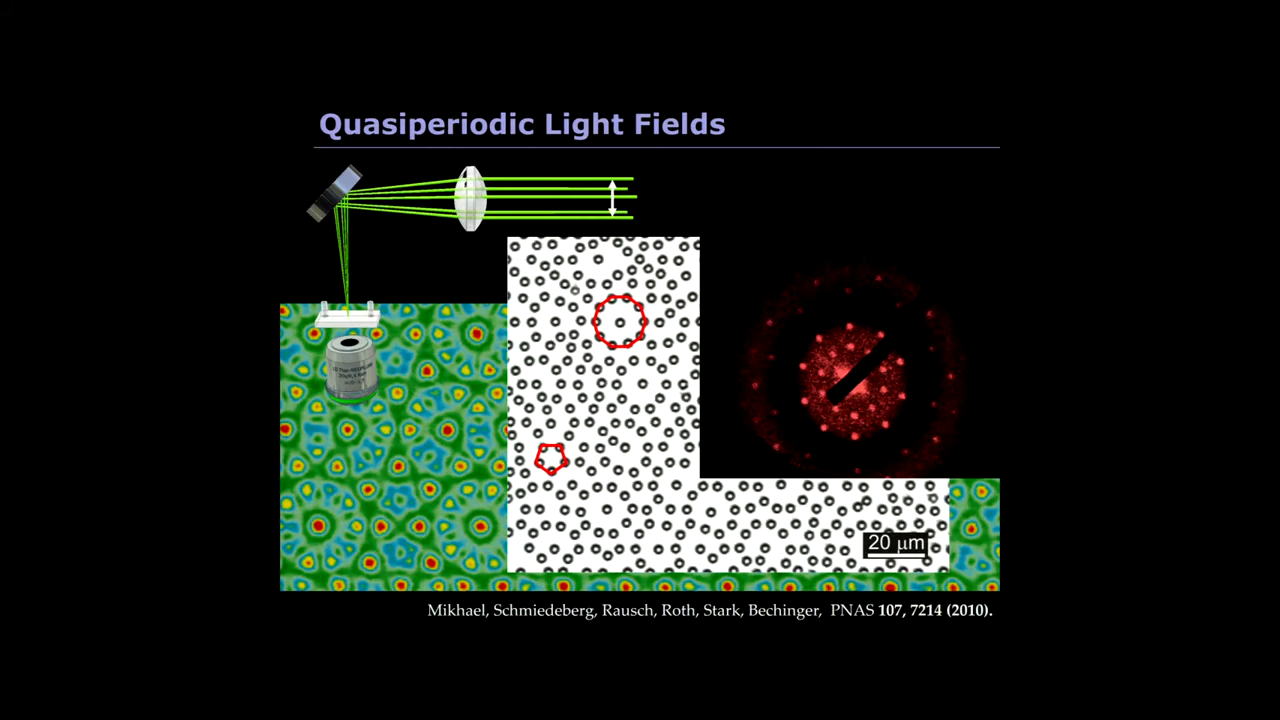 Quasiperiodic Light Fields
20 μm
Mikhael, Schmiedeberg, Rausch, Roth, Stark, Bechinger, PNAS 107, 7214 (2010).